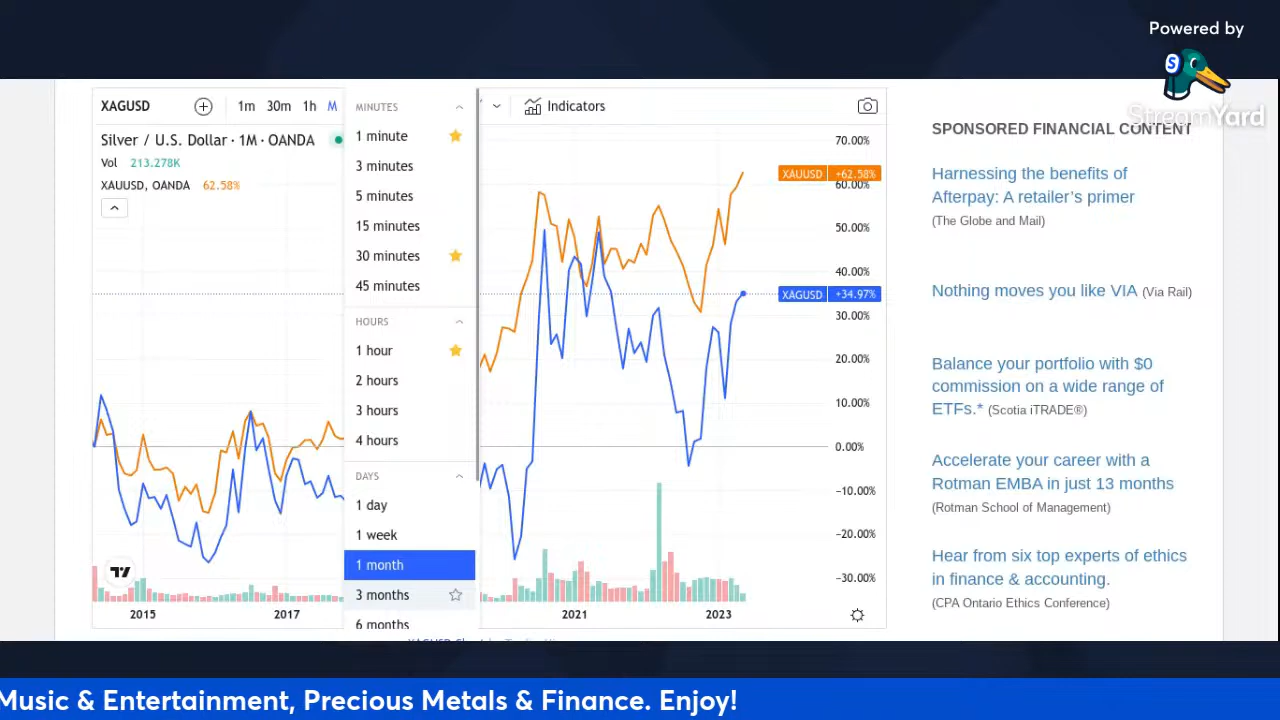 Powered by
StreamYard
XAGUSD
1m 30m 1h M
Indicators
Silver / U.S. Dollar · 1M · OANDA
Vol 213.278K
XAUUSD, OANDA 62.58%
MINUTES
1 minute
3 minutes
5 minutes
15 minutes
30 minutes
45 minutes
HOURS
1 hour
2 hours
3 hours
4 hours
DAYS
1 day
1 week
1 month
3 months
6 months
70.00%
XAUUSD +62.58%
60.00%
50.00%
40.00%
XAGUSD +34.97%
30.00%
20.00%
10.00%
0.00%
−10.00%
−20.00%
−30.00%
2015 2017 2021 2023
SPONSORED FINANCIAL CONTENT
Harnessing the benefits of
Afterpay: A retailer’s primer
(The Globe and Mail)
Nothing moves you like VIA (Via Rail)
Balance your portfolio with $0
commission on a wide range of
ETFs.* (Scotia iTRADE®)
Accelerate your career with a
Rotman EMBA in just 13 months
(Rotman School of Management)
Hear from six top experts of ethics
in finance & accounting.
(CPA Ontario Ethics Conference)
Music & Entertainment, Precious Metals & Finance. Enjoy!